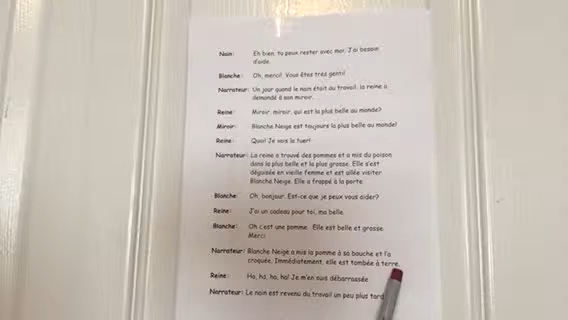 Nain: Eh bien, tu peux rester avec moi. J'ai besoin
d'aide.
Blanche: Oh, merci! Vous êtes très gentil
Narrateur: Un jour quand le nain était au travail, la reine a
demandé à son miroir.
Reine: Miroir, miroir, qui est la plus belle au monde?
Miroir: Blanche Neige est toujours la plus belle au monde!
Reine: Quoi! Je vais la tuer!
Narrateur: La reine a trouvé des pommes et a mis du poison
dans la plus belle et la plus grosse. Elle s'est
déguisée en vieille femme et est allée visiter
Blanche Neige. Elle a frappé à la porte.
Blanche: Oh, bonjour. Est-ce que je peux vous aider?
Reine: J'ai un cadeau pour toi, ma belle.
Blanche: Oh c'est une pomme. Elle est belle et grosse.
Merci.
Narrateur: Blanche Neige a mis la pomme à sa bouche et l'a
croquée. Immédiatement, elle est tombée à terre.
Reine: Ha, ha, ha, ha! Je m'en suis débarrassée
Narrateur: Le nain est revenu du travail un peu plus tard